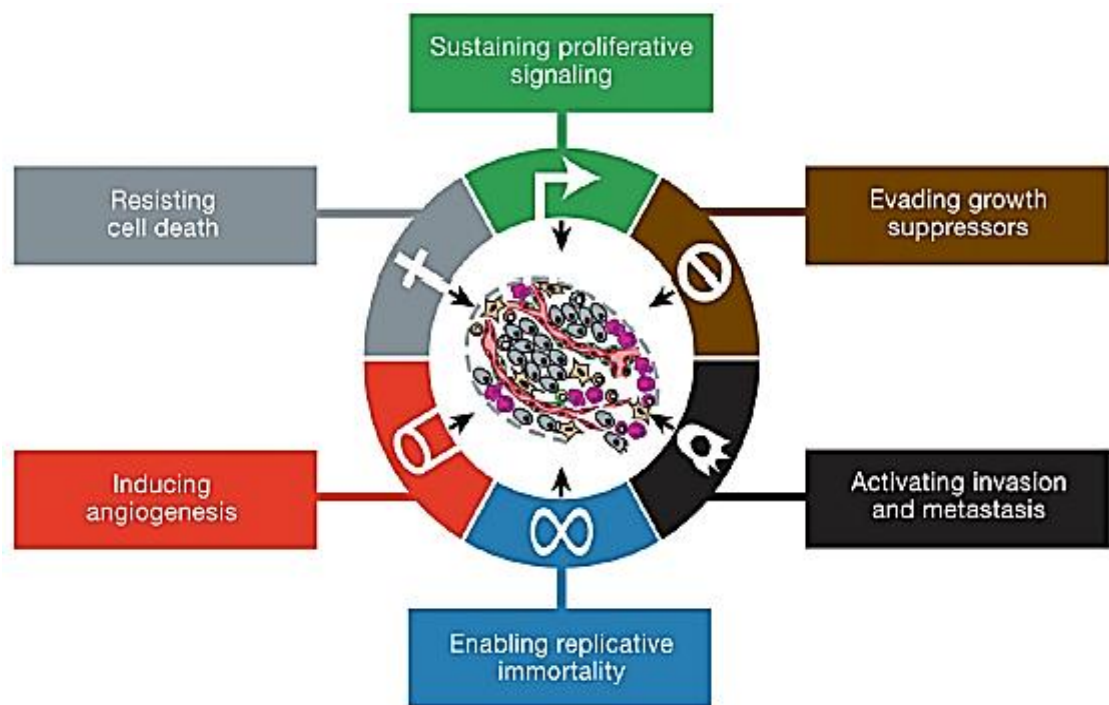 Sustaining proliferative
signaling
Resisting
cell death
Evading growth
suppressors
Inducing
angiogenesis
Activating invasion
and metastasis
Enabling replicative
immortality